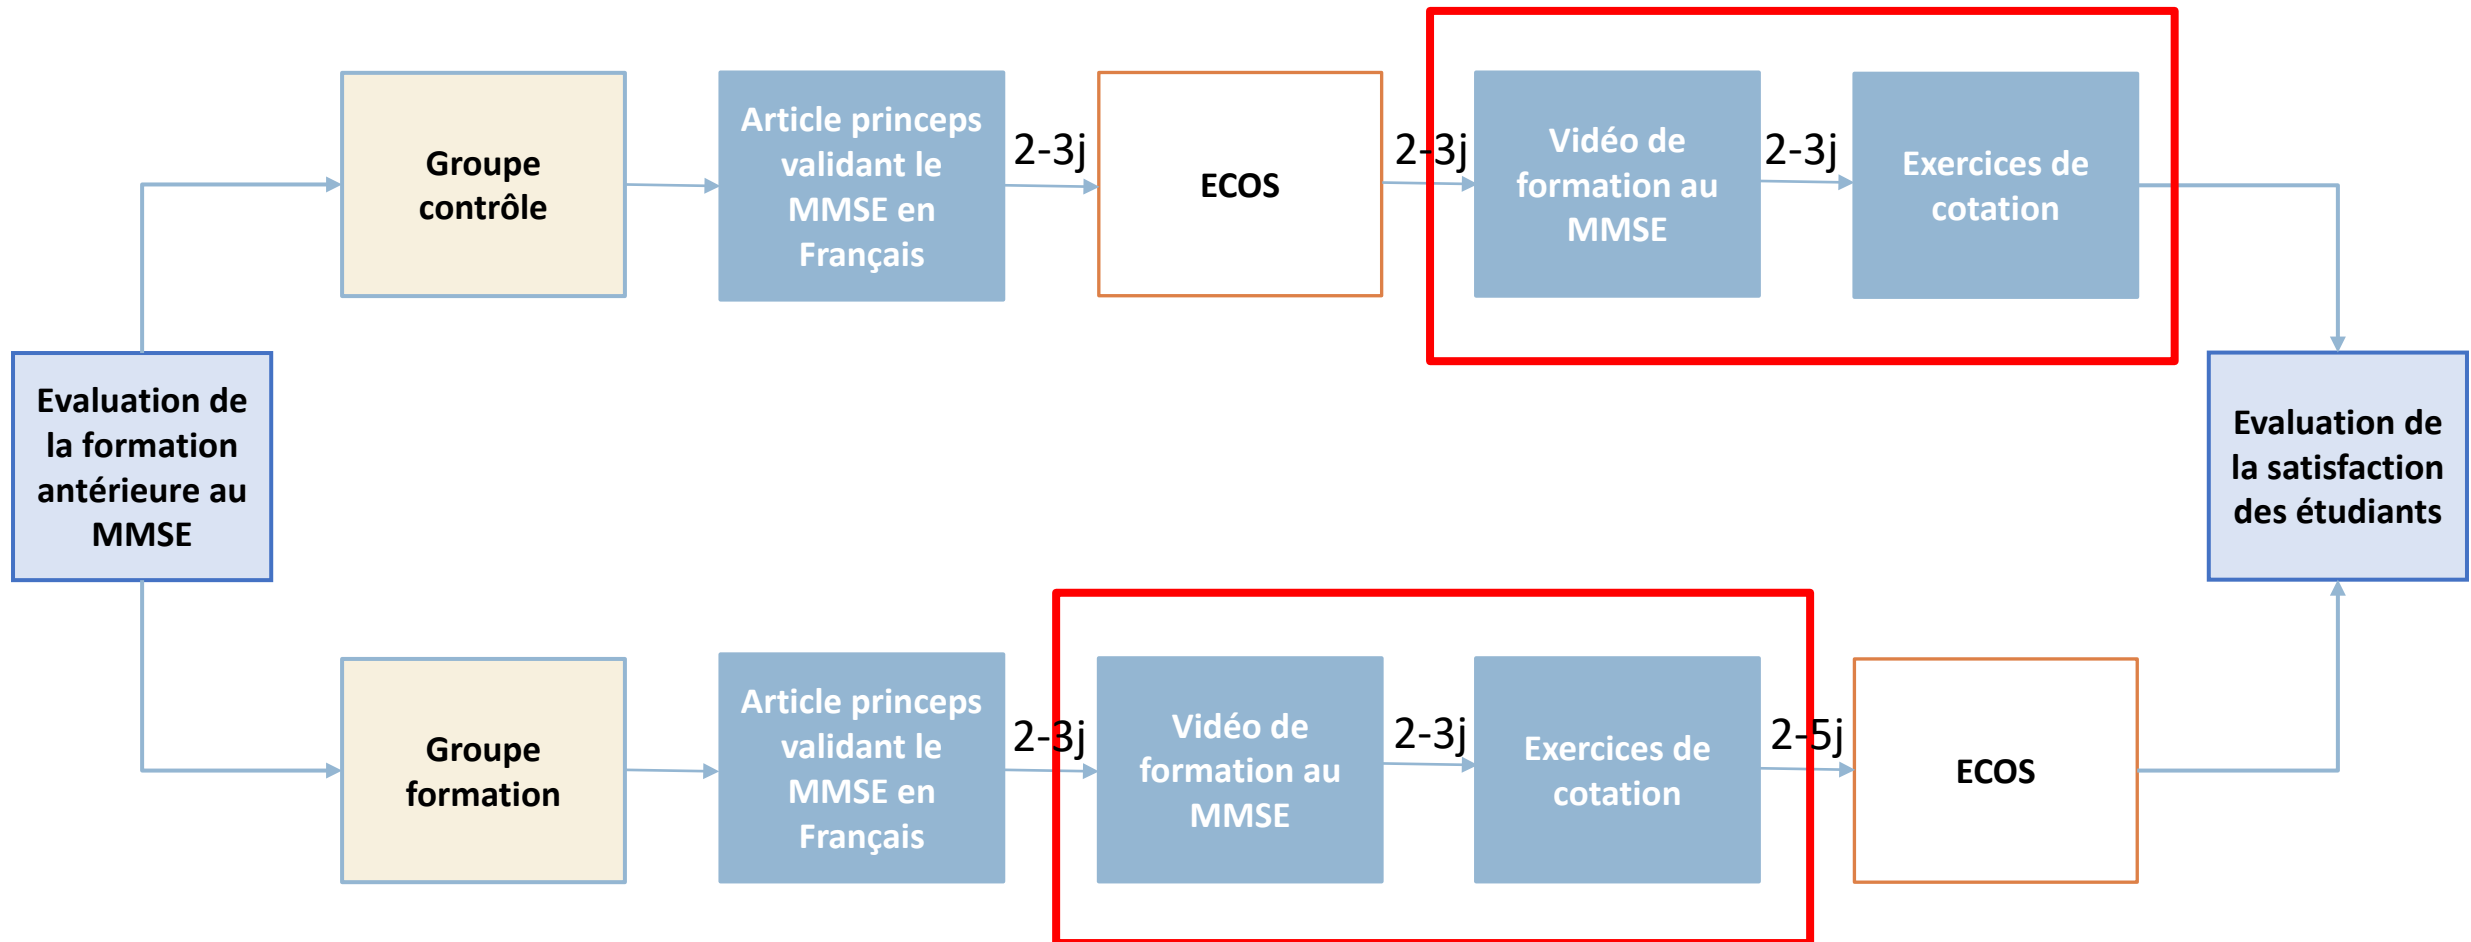 Evaluation de
la formation
antérieure au
MMSE
Groupe
contrôle
Article princeps
validant le
MMSE en
Français
2-3j
ECOS
2-3j
Vidéo de
formation au
MMSE
2-3j
Exercices de
cotation
Groupe
formation
Article princeps
validant le
MMSE en
Français
2-3j
Vidéo de
formation au
MMSE
2-3j
Exercices de
cotation
2-5j
ECOS
Evaluation de
la satisfaction
des étudiants